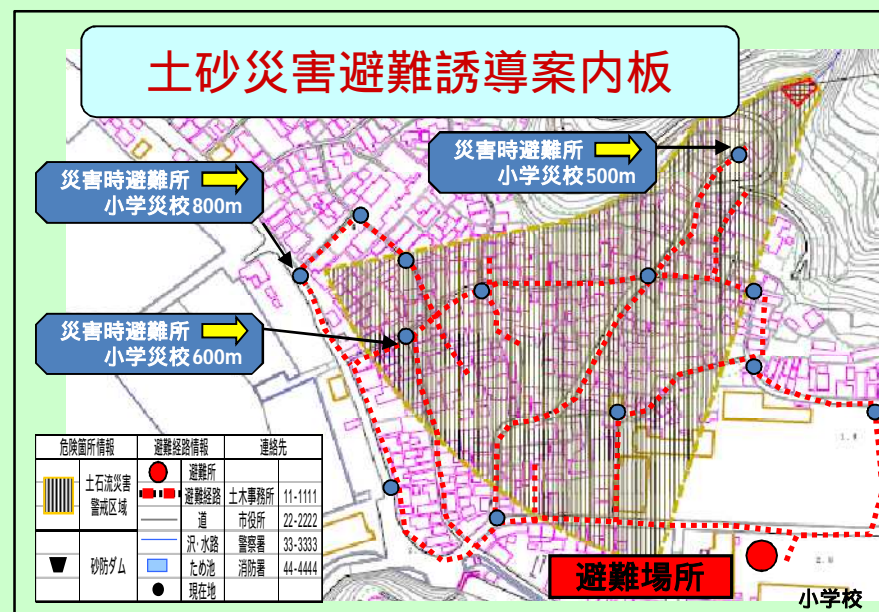 土砂災害避難誘導案内板
災害時避難所
小学災校500m
災害時避難所
小学災校800m
災害時避難所
小学災校600m
危険箇所情報 避難経路情報 連絡先
土石流災害警戒区域
避難所
避難経路 土木事務所 11-1111
道 市役所 22-2222
砂防ダム
沢・水路 警察署 33-3333
ため池 消防署 44-4444
現在地
避難場所
小学校